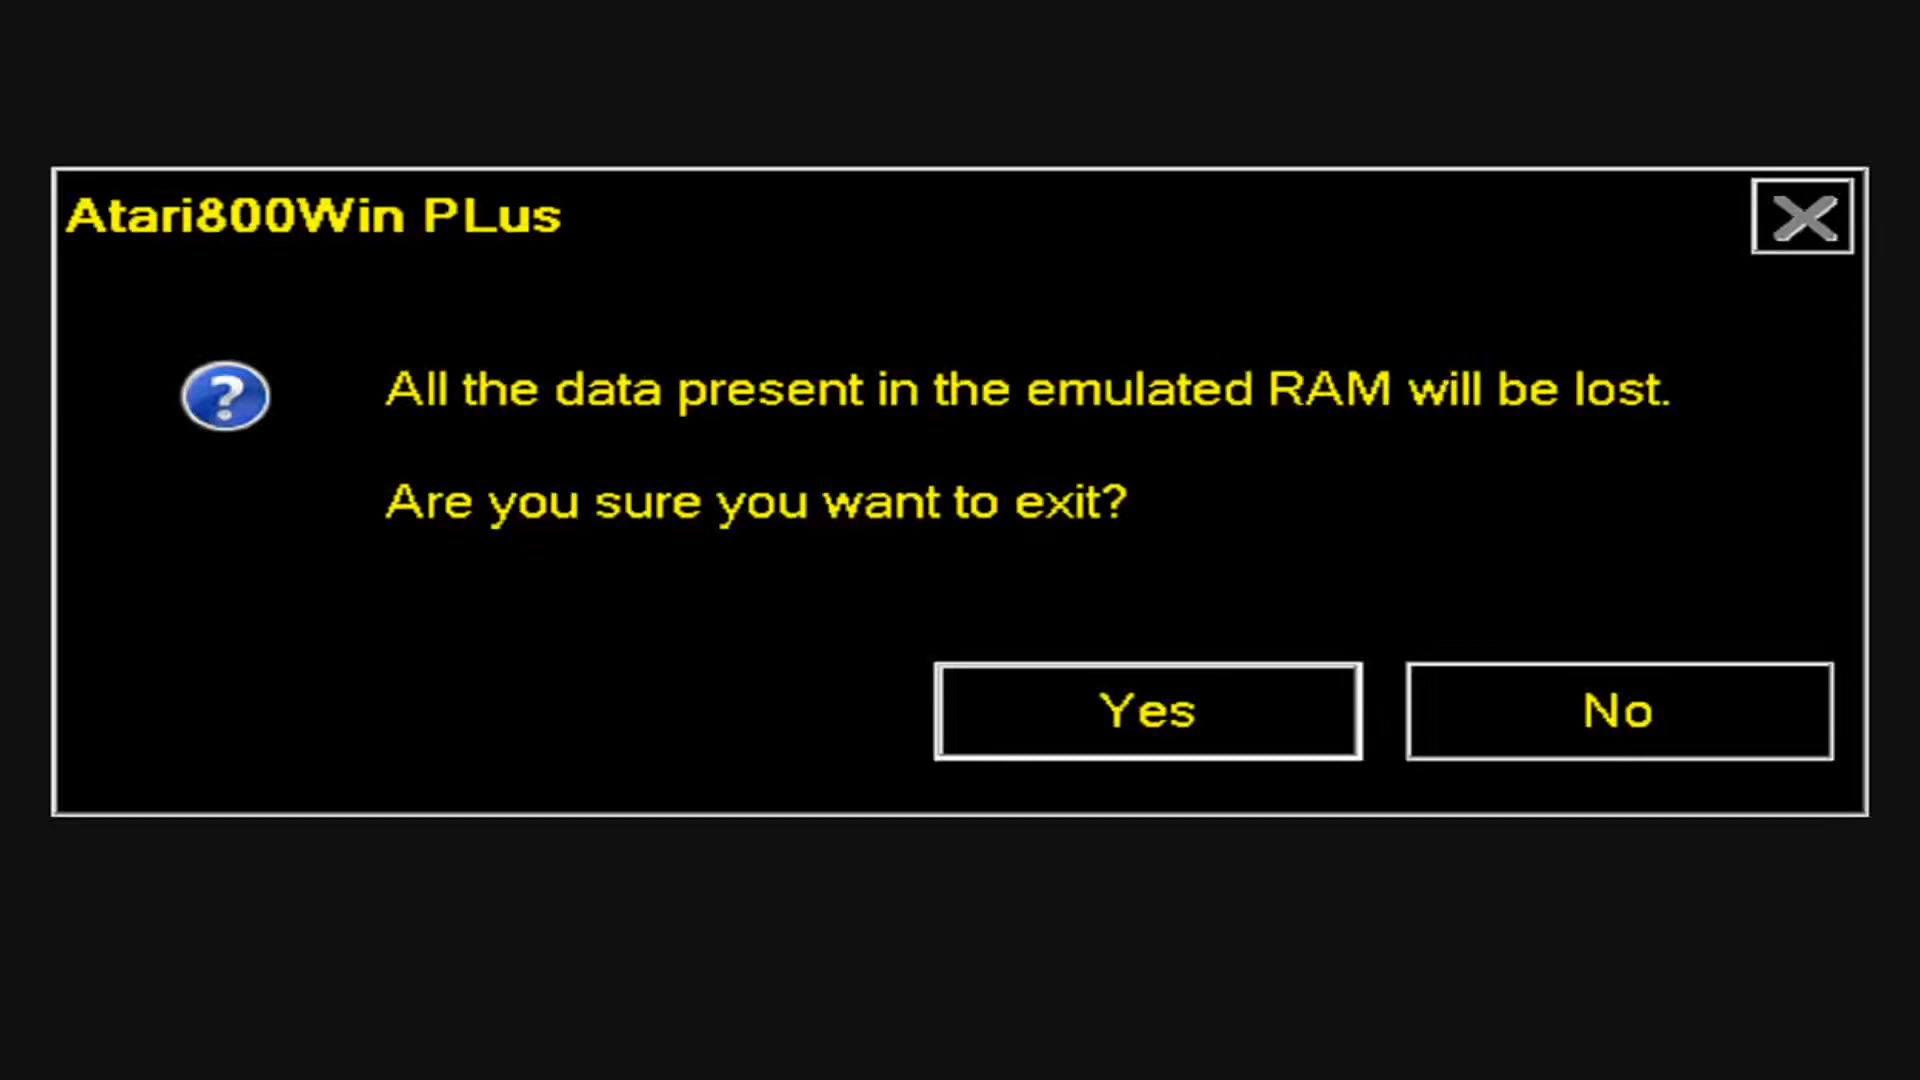 Atari800Win PLus
All the data present in the emulated RAM will be lost.
Are you sure you want to exit?
Yes
No